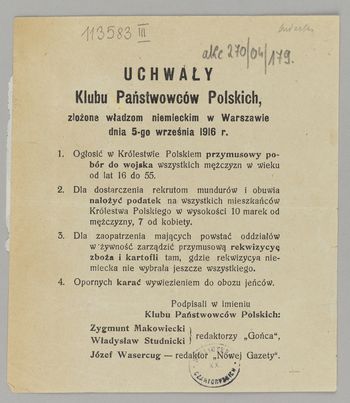 113583 III
akc 270/04/179.
UCHWAŁY
Klubu Państwowców Polskich,
złożone władzom niemieckim w Warszawie
dnia 5-go września 1916 r.
1. Ogłosić w Królestwie Polskiem przymusowy po-
bór do wojska wszystkich mężczyzn w wieku
od lat 16 do 55.
2. Dla dostarczenia rekrutom mundurów i obuwia
nałożyć podatek na wszystkich mieszkańców
Królestwa Polskiego w wysokości 10 marek od
mężczyzny, 7 od kobiety.
3. Dla zaopatrzenia mających powstać oddziałów
w żywność zarządzić przymusową rekwizycyę
zboża i kartofli tam, gdzie rekwizycya nie-
miecka nie wybrała jeszcze wszystkiego.
4. Opornych karać wywiezieniem do obozu jeńców.
Podpisali w imieniu
Klubu Państwowców Polskich:
Zygmunt Makowiecki
Władysław Studnicki } redaktorzy „Gońca",
Józef Wasercug — redaktor „Nowej Gazety".
XX.
CZARTORYSKICH